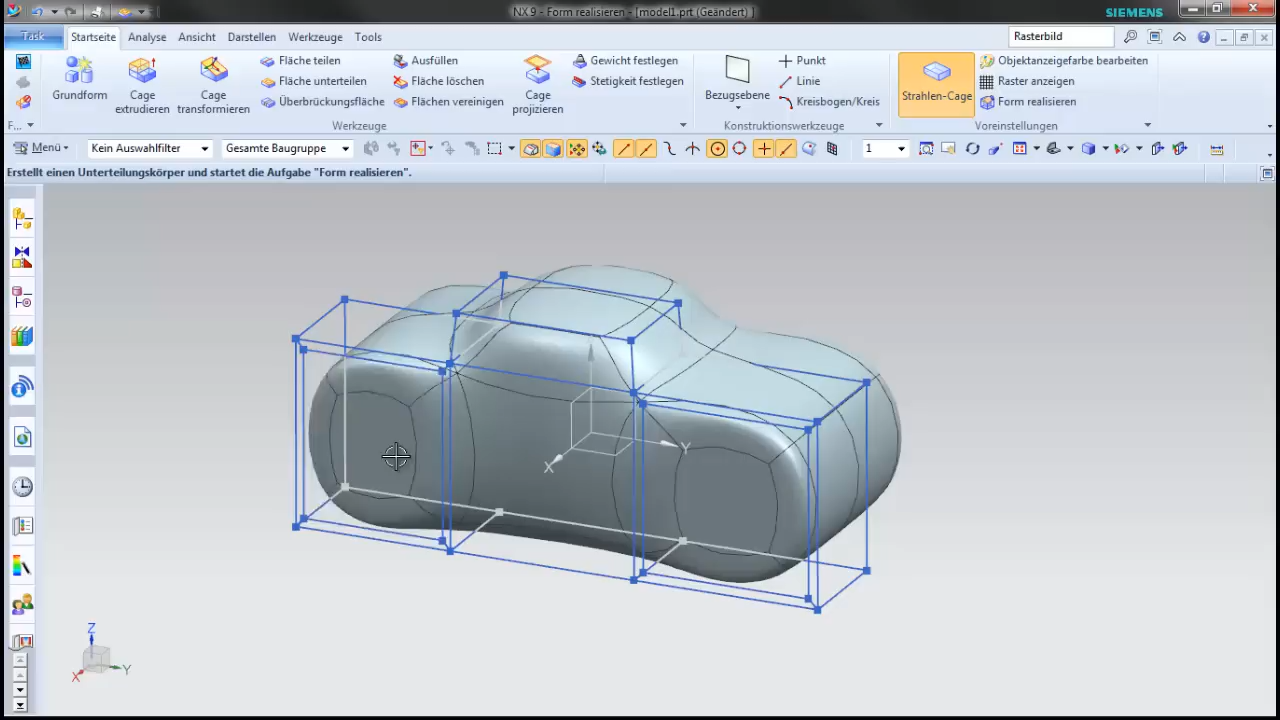 NX 9 - Form realisieren - [model1.prt (Geändert) ]
SIEMENS
Task
Startseite
Analyse
Ansicht
Darstellen
Werkzeuge
Tools
Rasterbild
Grundform
Cage extrudieren
Cage transformieren
Fläche teilen
Fläche unterteilen
Überbrückungsfläche
Ausfüllen
Fläche löschen
Flächen vereinigen
Cage projizieren
Gewicht festlegen
Stetigkeit festlegen
Bezugsebene
Punkt
Linie
Kreisbogen/Kreis
Strahlen-Cage
Objektanzeigefarbe bearbeiten
Raster anzeigen
Form realisieren
F...
Werkzeuge
Konstruktionswerkzeuge
Voreinstellungen
Menü
Kein Auswahlfilter
Gesamte Baugruppe
1
Erstellt einen Unterteilungskörper und startet die Aufgabe "Form realisieren".
Y
X
Z
Y
X